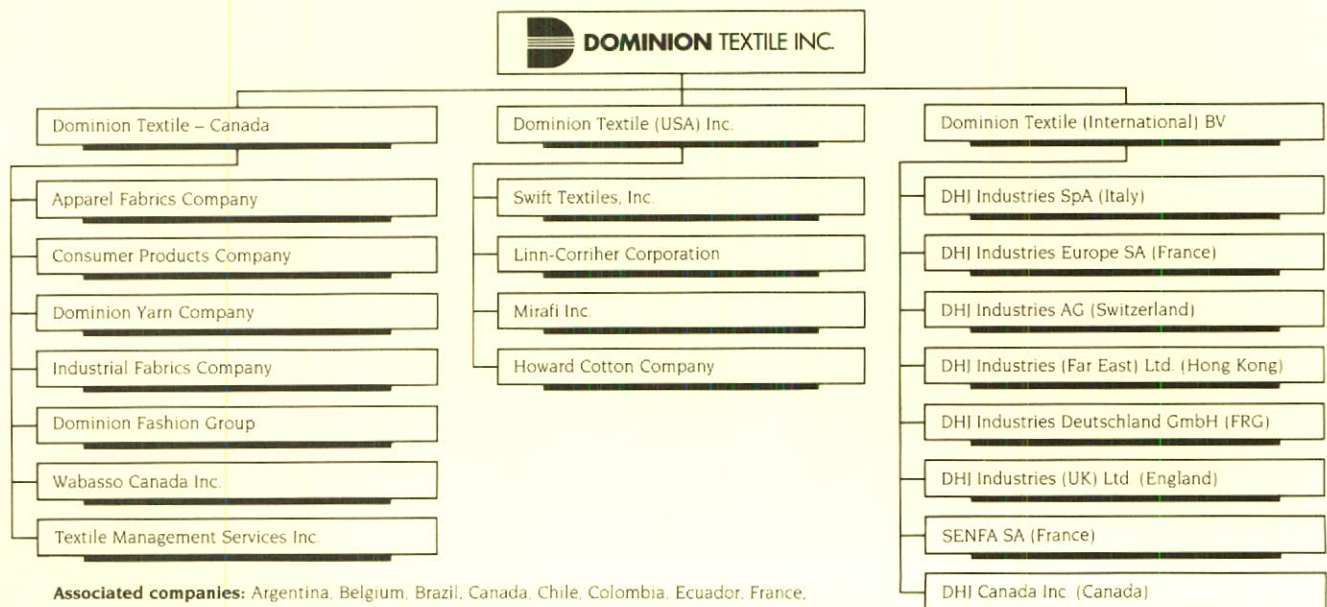 DOMINION TEXTILE INC.
Dominion Textile – Canada
Apparel Fabrics Company
Consumer Products Company
Dominion Yarn Company
Industrial Fabrics Company
Dominion Fashion Group
Wabasso Canada Inc.
Textile Management Services Inc.
Dominion Textile (USA) Inc.
Swift Textiles, Inc.
Linn-Corriher Corporation
Mirafi Inc.
Howard Cotton Company
Dominion Textile (International) BV
DHJ Industries SpA (Italy)
DHJ Industries Europe SA (France)
DHJ Industries AG (Switzerland)
DHJ Industries (Far East) Ltd. (Hong Kong)
DHJ Industries Deutschland GmbH (FRG)
DHJ Industries (UK) Ltd (England)
SENFA SA (France)
DHJ Canada Inc. (Canada)
Associated companies: Argentina, Belgium, Brazil, Canada, Chile, Colombia, Ecuador, France,